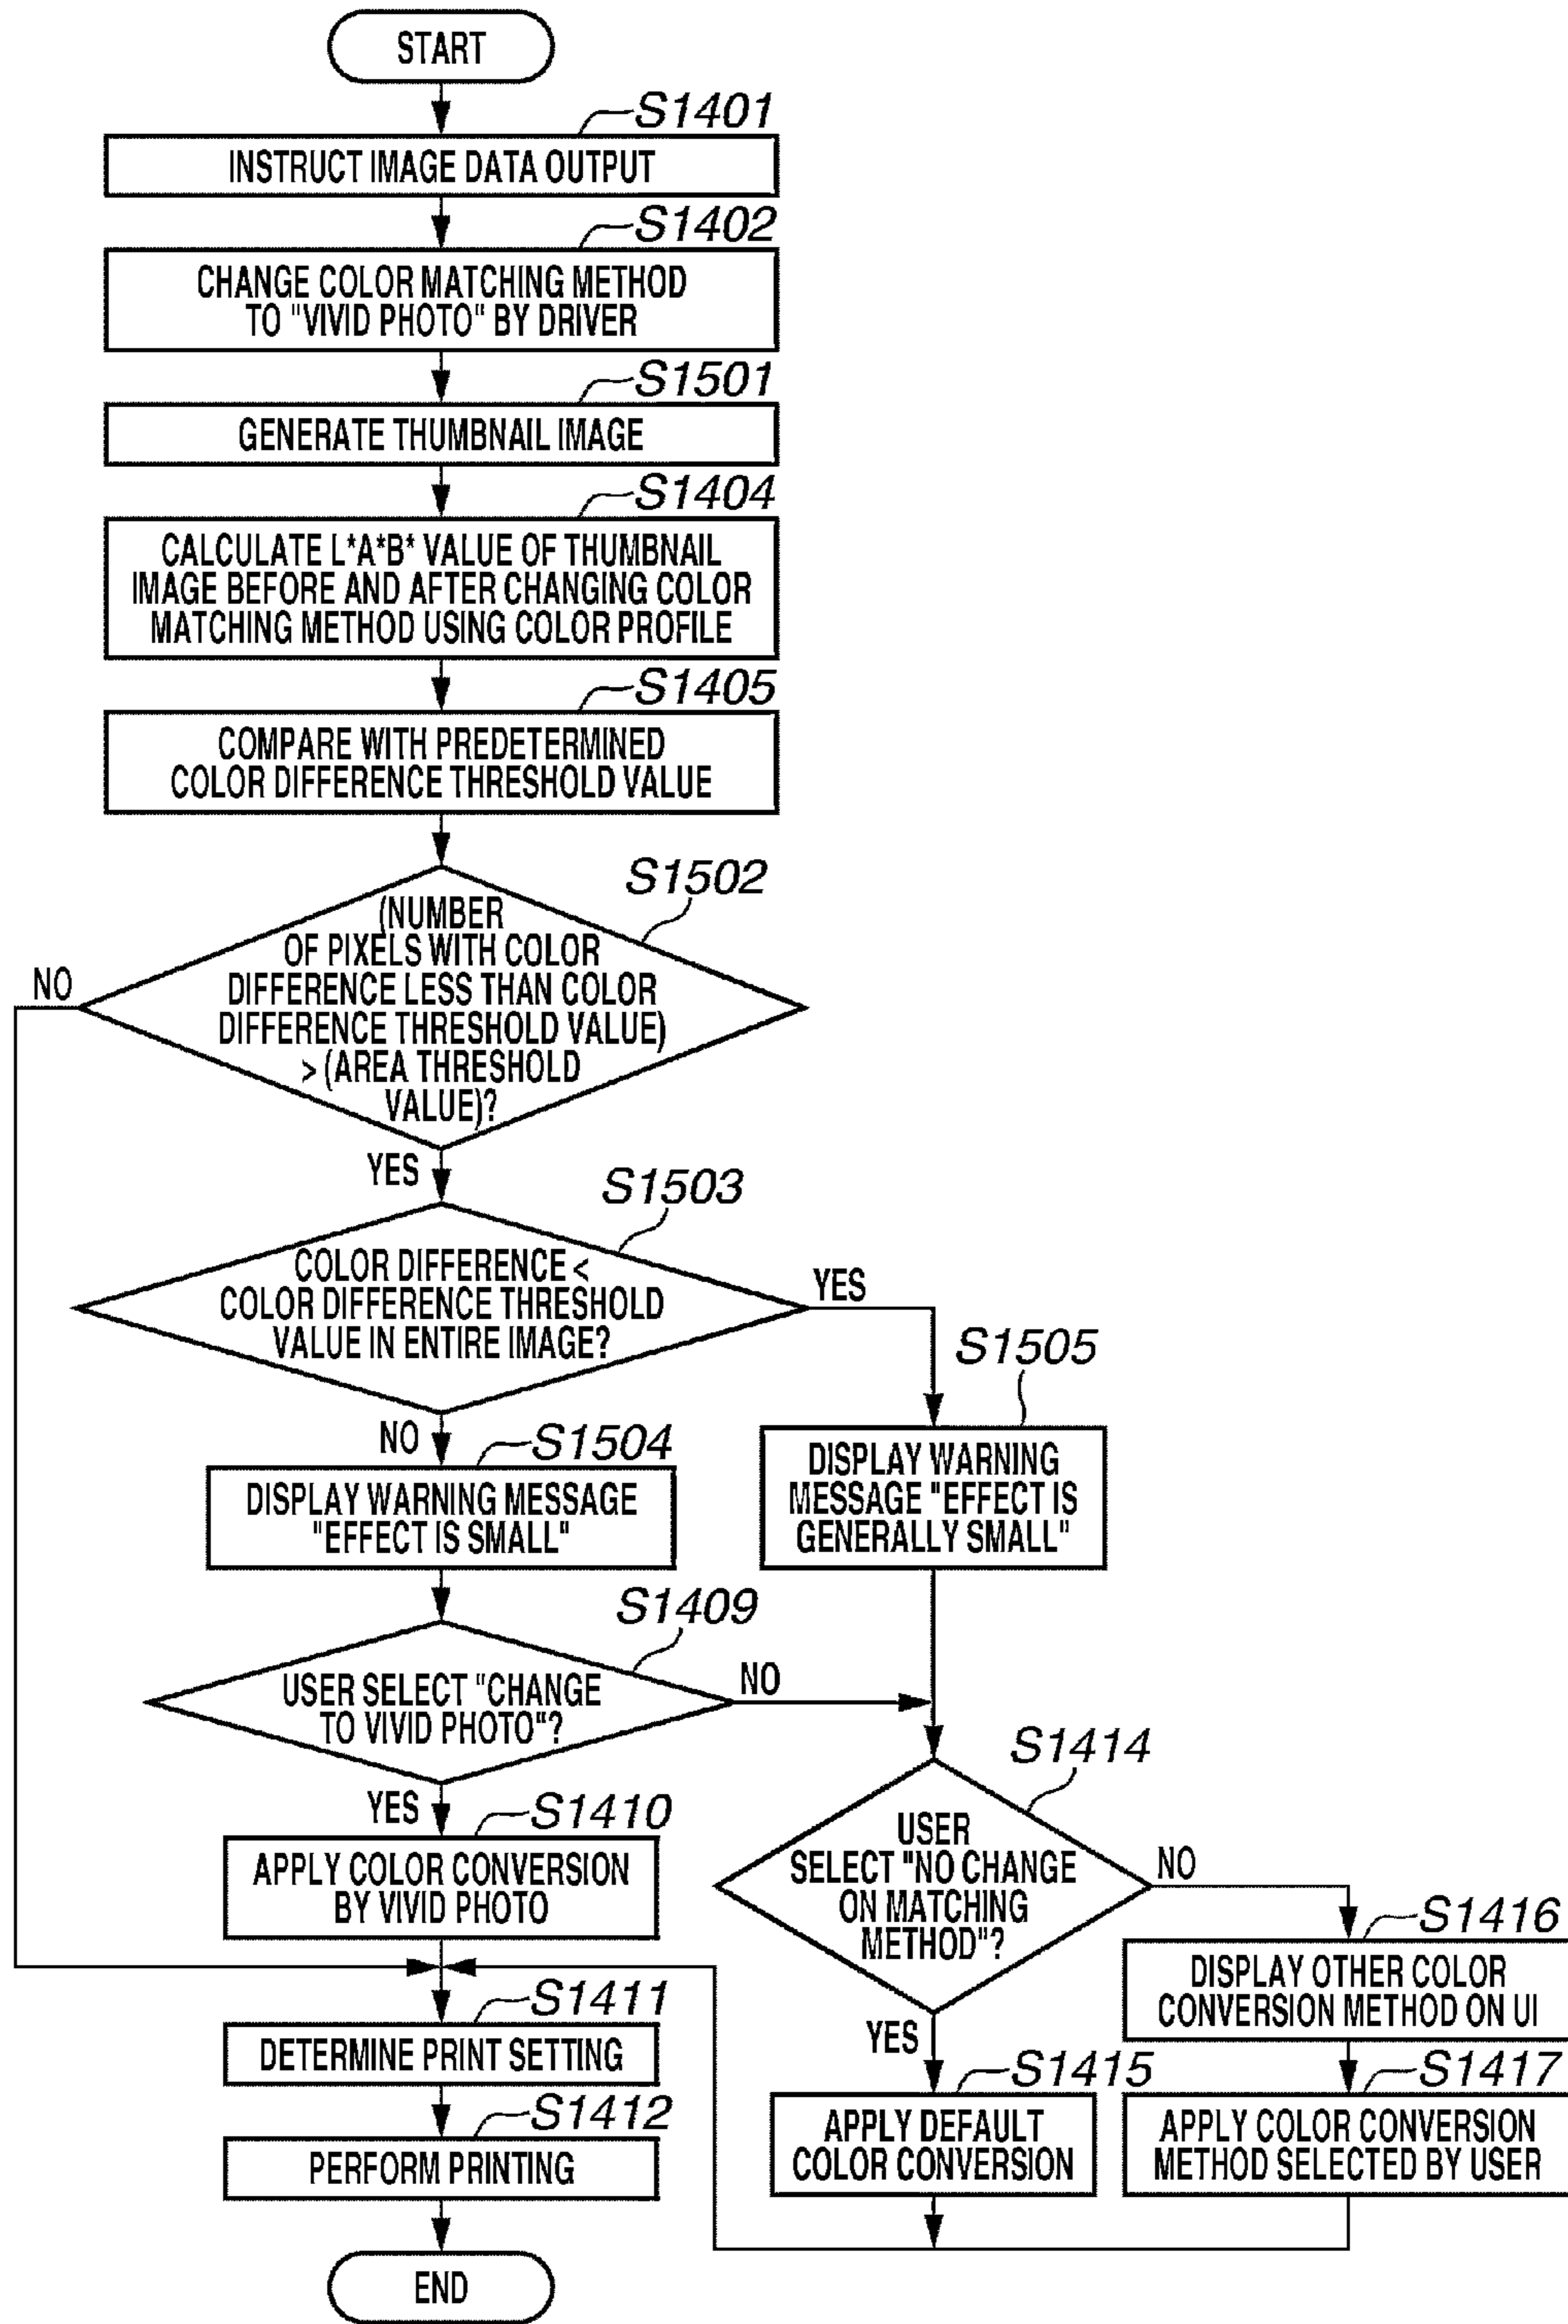 START
S1401
INSTRUCT IMAGE DATA OUTPUT
S1402
CHANGE COLOR MATCHING METHOD
TO "VIVID PHOTO" BY DRIVER
S1501
GENERATE THUMBNAIL IMAGE
S1404
CALCULATE L*A*B* VALUE OF THUMBNAIL
IMAGE BEFORE AND AFTER CHANGING COLOR
MATCHING METHOD USING COLOR PROFILE
S1405
COMPARE WITH PREDETERMINED
COLOR DIFFERENCE THRESHOLD VALUE
S1502
(NUMBER
OF PIXELS WITH COLOR
DIFFERENCE LESS THAN COLOR
DIFFERENCE THRESHOLD VALUE)
> (AREA THRESHOLD
VALUE)?
NO
YES
S1503
COLOR DIFFERENCE <
COLOR DIFFERENCE THRESHOLD
VALUE IN ENTIRE IMAGE?
YES
S1505
DISPLAY WARNING
MESSAGE "EFFECT IS
GENERALLY SMALL"
NO
S1504
DISPLAY WARNING MESSAGE
"EFFECT IS SMALL"
S1409
USER SELECT "CHANGE
TO VIVID PHOTO"?
NO
YES
S1410
APPLY COLOR CONVERSION
BY VIVID PHOTO
S1414
USER
SELECT "NO CHANGE
ON MATCHING
METHOD"?
NO
S1416
DISPLAY OTHER COLOR
CONVERSION METHOD ON UI
YES
S1415
APPLY DEFAULT
COLOR CONVERSION
S1417
APPLY COLOR CONVERSION
METHOD SELECTED BY USER
S1411
DETERMINE PRINT SETTING
S1412
PERFORM PRINTING
END